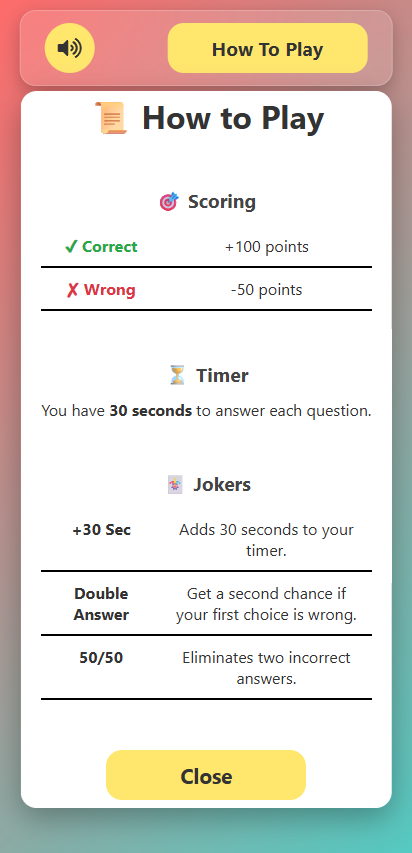 How To Play
📜 How to Play
🎯 Scoring
✔ Correct +100 points
✘ Wrong -50 points
⏳ Timer
You have 30 seconds to answer each question.
🃏 Jokers
+30 Sec Adds 30 seconds to your
timer.
Double Get a second chance if
Answer your first choice is wrong.
50/50 Eliminates two incorrect
answers.
Close